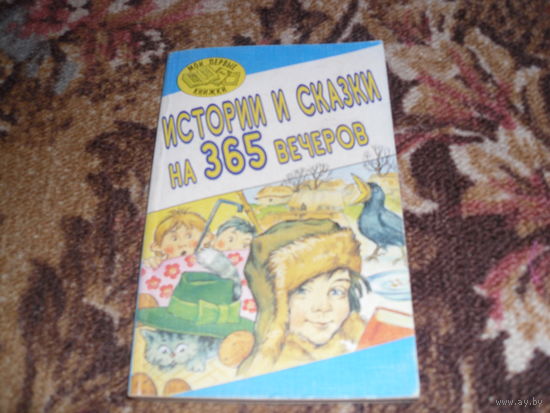 МОИ ПЕРВЫЕ
КНИЖКИ
ИСТОРИИ И СКАЗКИ
НА 365 ВЕЧЕРОВ
www.ay.by